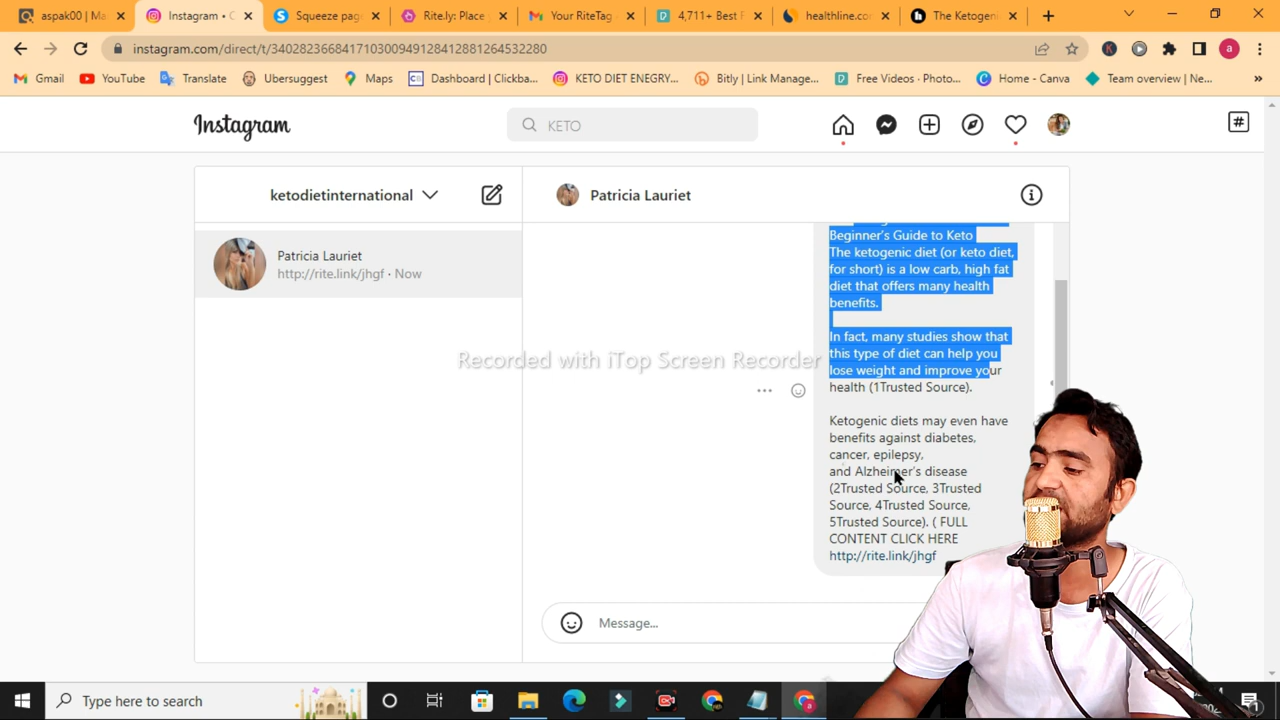 aspak00 | Ma
Instagram • C
Squeeze pag
Rite.ly: Place
Your RiteTag
4,711+ Best F
healthline.co
The Ketogen
instagram.com/direct/t/340282366841710300949128412881264532280
Gmail
YouTube
Translate
Ubersuggest
Maps
Dashboard | Clickba...
KETO DIET ENEGRY...
Bitly | Link Manage...
Free Videos · Photo...
Home - Canva
Team overview | Ne...
Instagram
KETO
ketodietinternational
Patricia Lauriet
Patricia Lauriet
http://rite.link/jhgf · Now
Beginner's Guide to Keto
The ketogenic diet (or keto diet,
for short) is a low carb, high fat
diet that offers many health
benefits.
In fact, many studies show that
this type of diet can help you
lose weight and improve your
health (1Trusted Source).
Ketogenic diets may even have
benefits against diabetes,
cancer, epilepsy,
and Alzheimer's disease
(2Trusted Source, 3Trusted
Source, 4Trusted Source,
5Trusted Source). ( FULL
CONTENT CLICK HERE
http://rite.link/jhgf
Recorded with iTop Screen Recorder
Message...
Type here to search